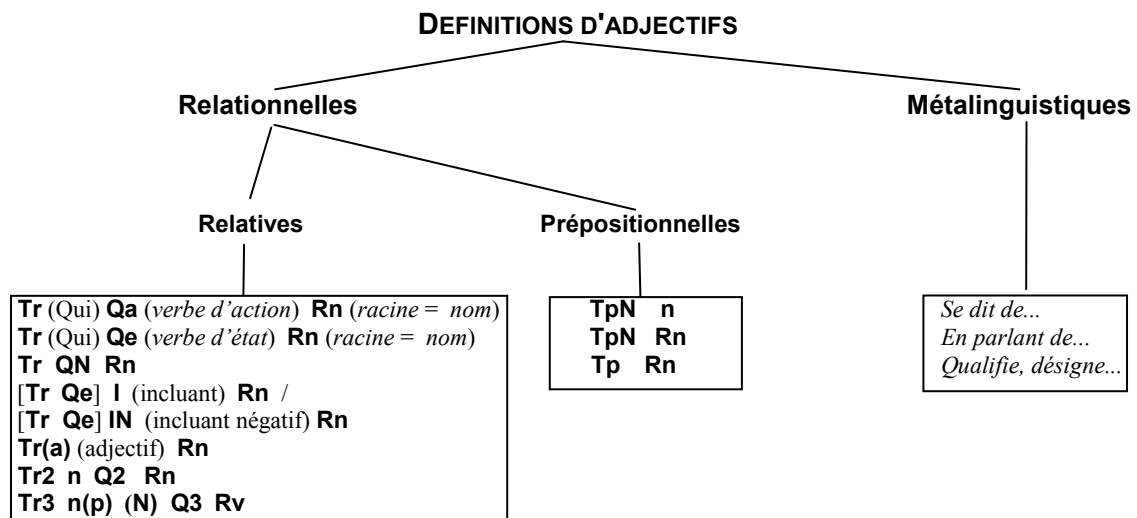 DEFINITIONS D'ADJECTIFS
Relationnelles
Métalinguistiques
Relatives
Prépositionnelles
Tr (Qui) Qa (verbe d'action) Rn (racine = nom)
Tr (Qui) Qe (verbe d'état) Rn (racine = nom)
Tr QN Rn
[Tr Qe] I (incluant) Rn /
[Tr Qe] IN (incluant négatif) Rn
Tr(a) (adjectif) Rn
Tr2 n Q2 Rn
Tr3 n(p) (N) Q3 Rv
TpN n
TpN Rn
Tp Rn
Se dit de...
En parlant de...
Qualifie, désigne...